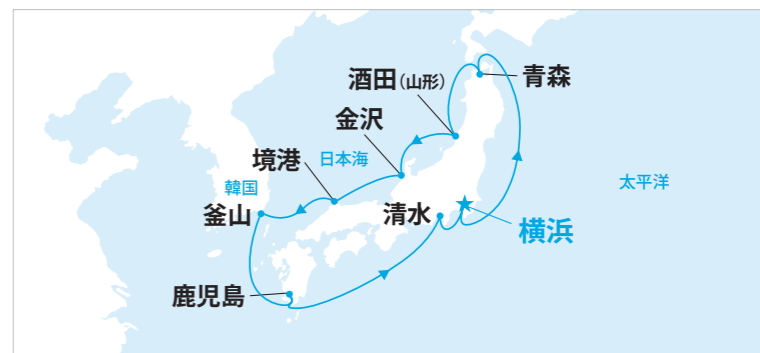 酒田(山形)
青森
金沢
境港
日本海
韓国
釜山
清水
横浜
太平洋
鹿児島